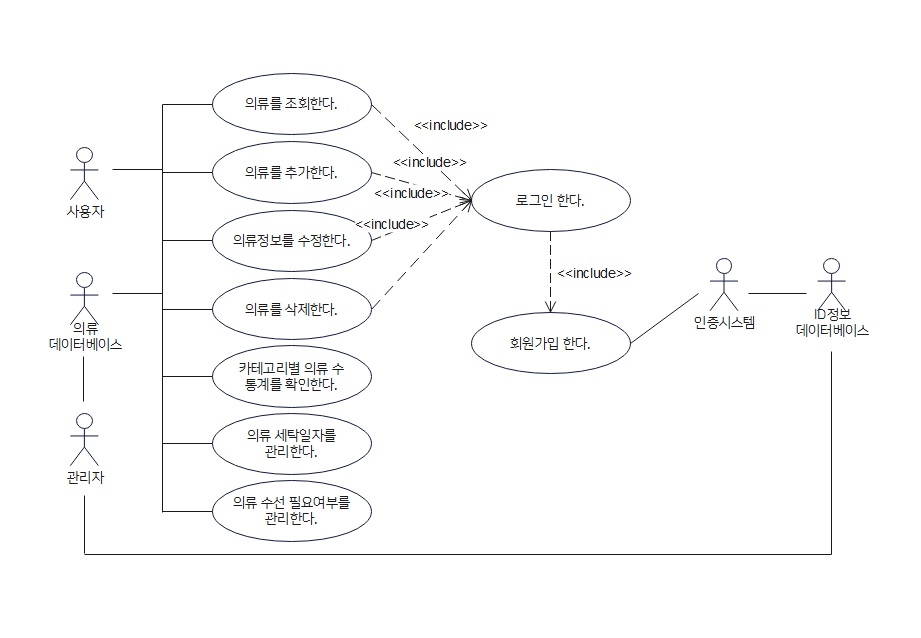 의류를 조회한다.
<<include>>
의류를 추가한다.
<<include>>
사용자
<<include>>
로그인 한다.
<<include>>
의류정보를 수정한다.
<<include>>
의류를 삭제한다.
의류
데이터베이스
회원가입 한다.
인증시스템
ID정보
데이터베이스
카테고리별 의류 수
통계를 확인한다.
의류 세탁일자를
관리한다.
관리자
의류 수선 필요여부를
관리한다.